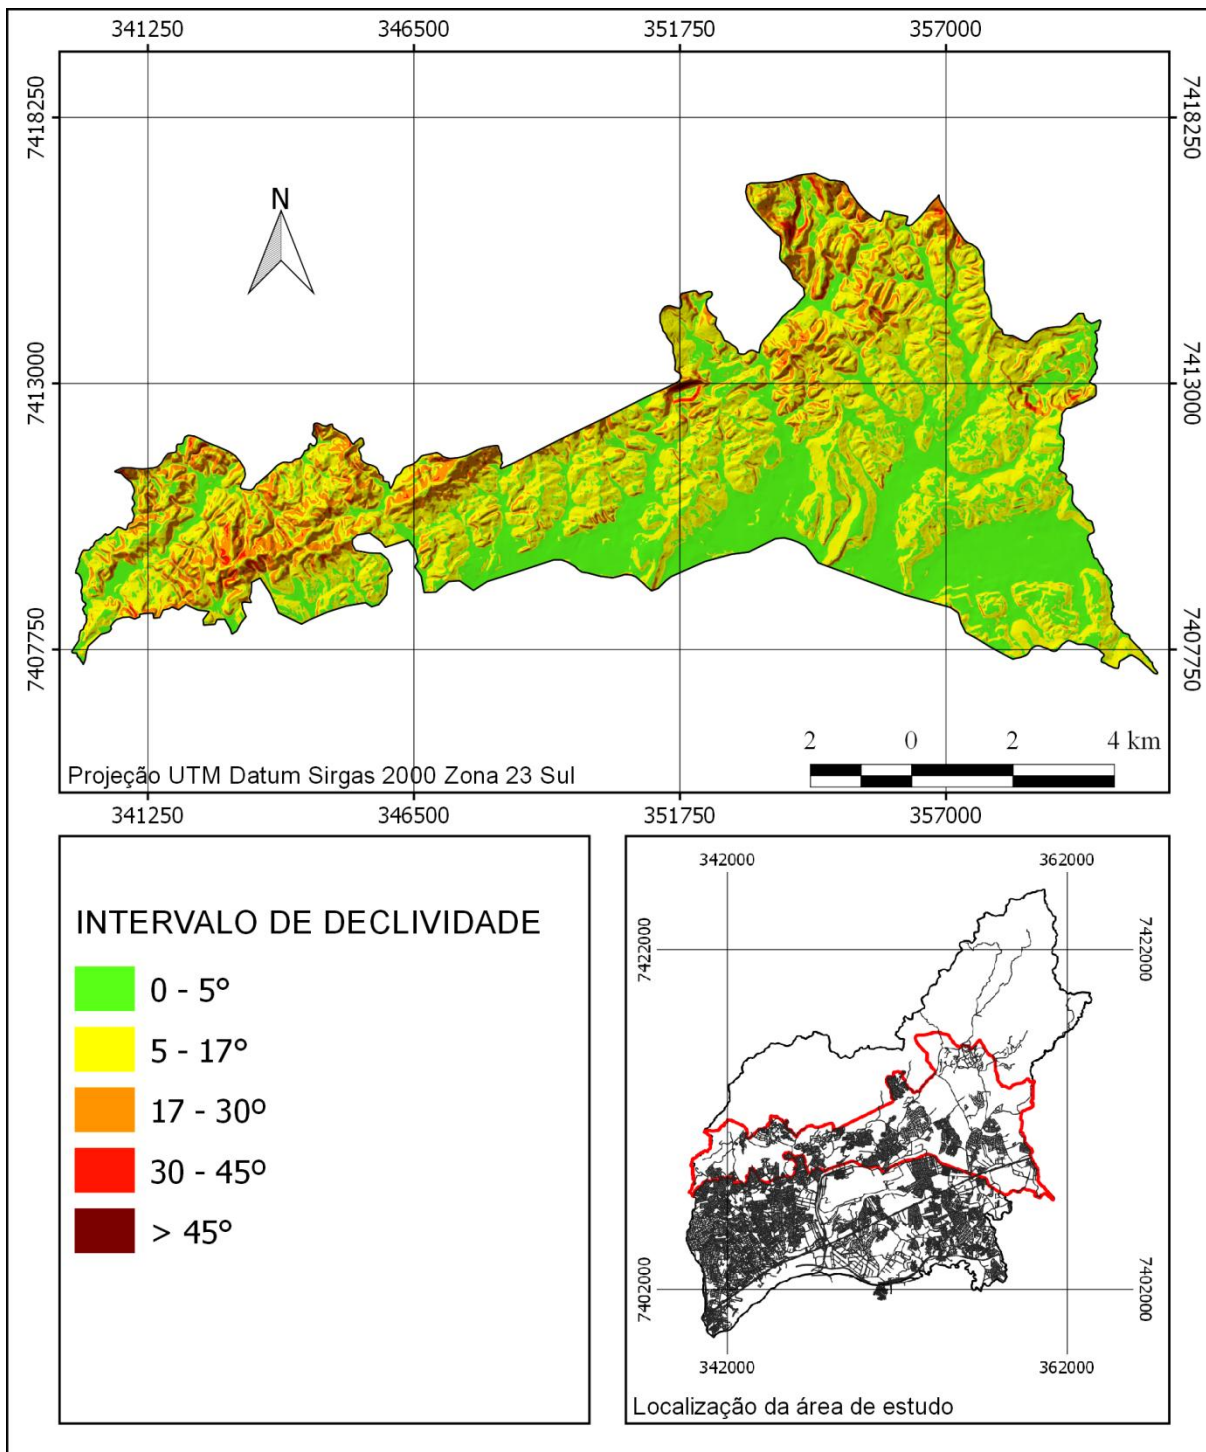 341250 346500 351750 357000
7418250 7418250
N
7413000 7413000
7407750 7407750
2 0 2 4 km
Projeção UTM Datum Sirgas 2000 Zona 23 Sul
341250 346500 351750 357000
INTERVALO DE DECLIVIDADE
0 - 5º
5 - 17°
17 - 30º
30 - 45º
> 45°
342000 362000
7422000 7422000
7402000 7402000
342000 362000
Localização da área de estudo